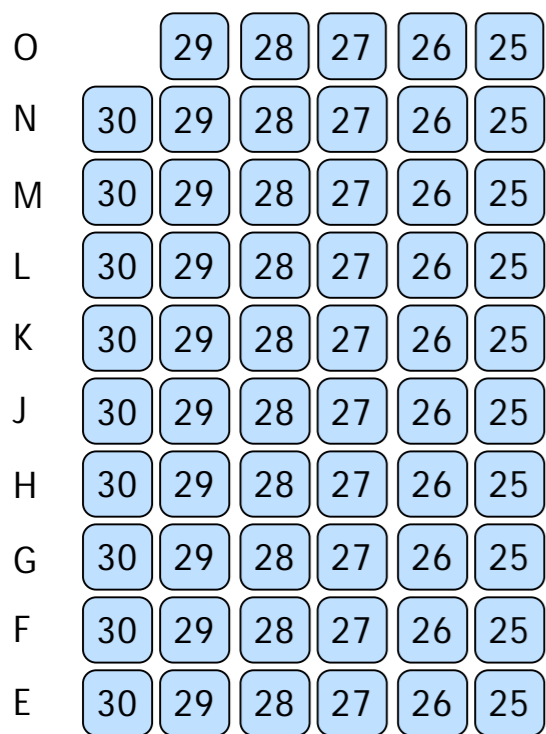 O 29 28 27 26 25
N 30 29 28 27 26 25
M 30 29 28 27 26 25
L 30 29 28 27 26 25
K 30 29 28 27 26 25
J 30 29 28 27 26 25
H 30 29 28 27 26 25
G 30 29 28 27 26 25
F 30 29 28 27 26 25
E 30 29 28 27 26 25